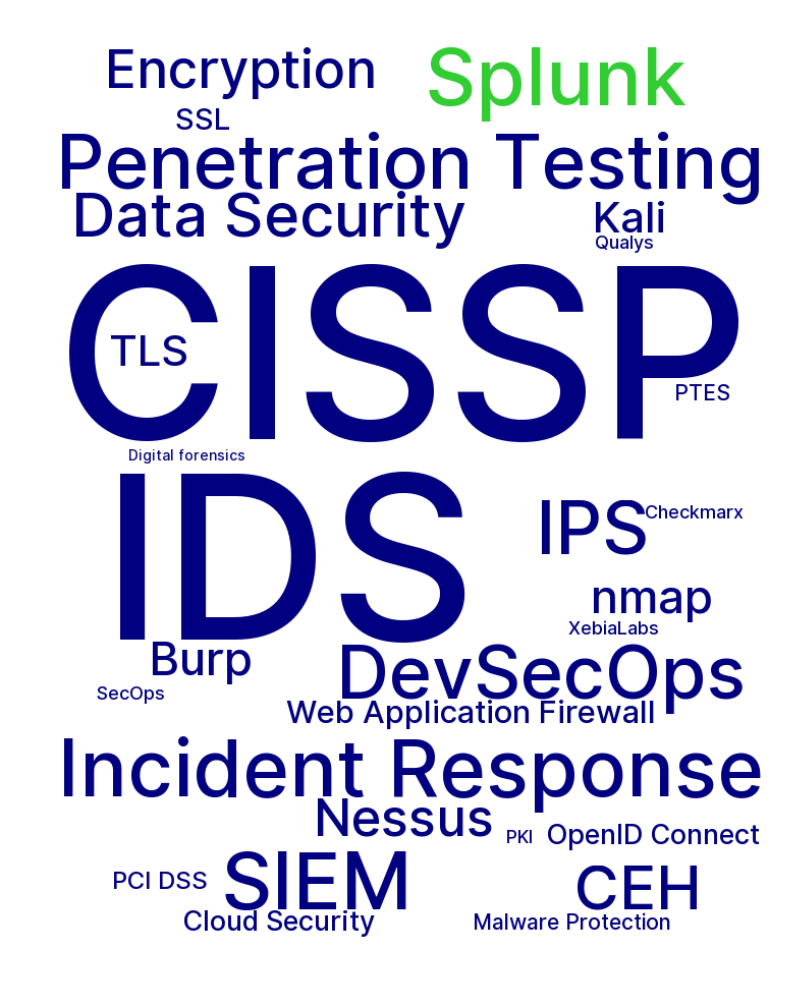 Encryption
Splunk
SSL
Penetration Testing
Data Security
Kali
Qualys
CISSP
TLS
PTES
Digital forensics
IDS
IPS
Checkmarx
nmap
XebiaLabs
Burp
DevSecOps
SecOps
Web Application Firewall
Incident Response
Nessus
PKI
OpenID Connect
PCI DSS
SIEM
CEH
Cloud Security
Malware Protection